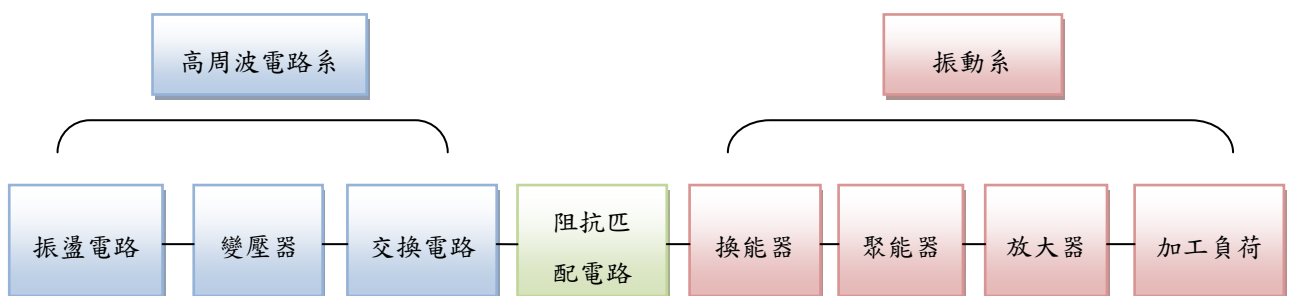 高周波電路系
振動系
振盪電路
變壓器
交換電路
阻抗匹
配電路
換能器
聚能器
放大器
加工負荷